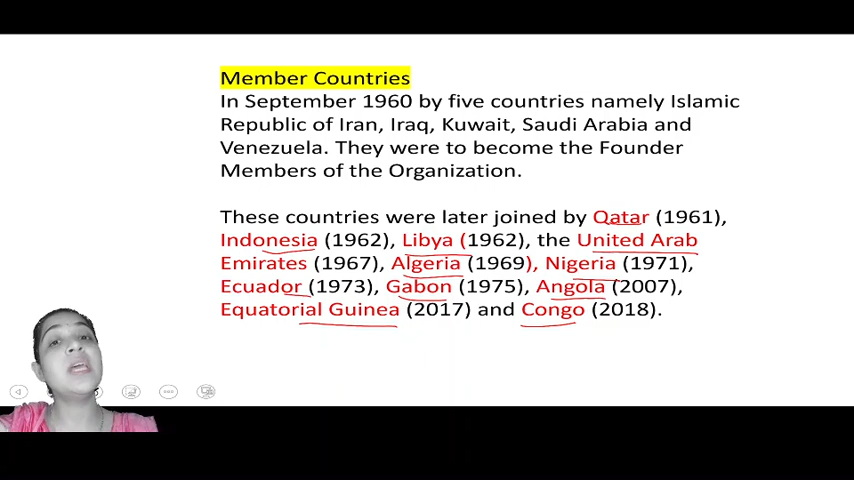 Member Countries
In September 1960 by five countries namely Islamic
Republic of Iran, Iraq, Kuwait, Saudi Arabia and
Venezuela. They were to become the Founder
Members of the Organization.
These countries were later joined by Qatar (1961),
Indonesia (1962), Libya (1962), the United Arab
Emirates (1967), Algeria (1969), Nigeria (1971),
Ecuador (1973), Gabon (1975), Angola (2007),
Equatorial Guinea (2017) and Congo (2018).